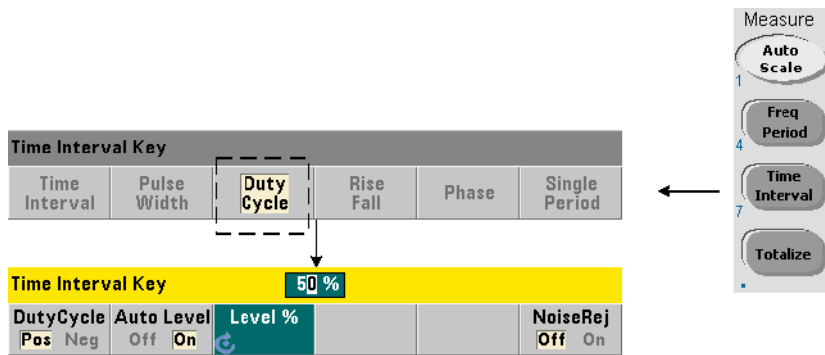 Measure
Auto
Scale
1
Freq
Period
4
Time
Interval
7
Totalize
.
Time Interval Key
Time Interval
Pulse Width
Duty Cycle
Rise Fall
Phase
Single Period
Time Interval Key 50 %
DutyCycle Auto Level Level % NoiseRej
Pos Neg Off On Off On